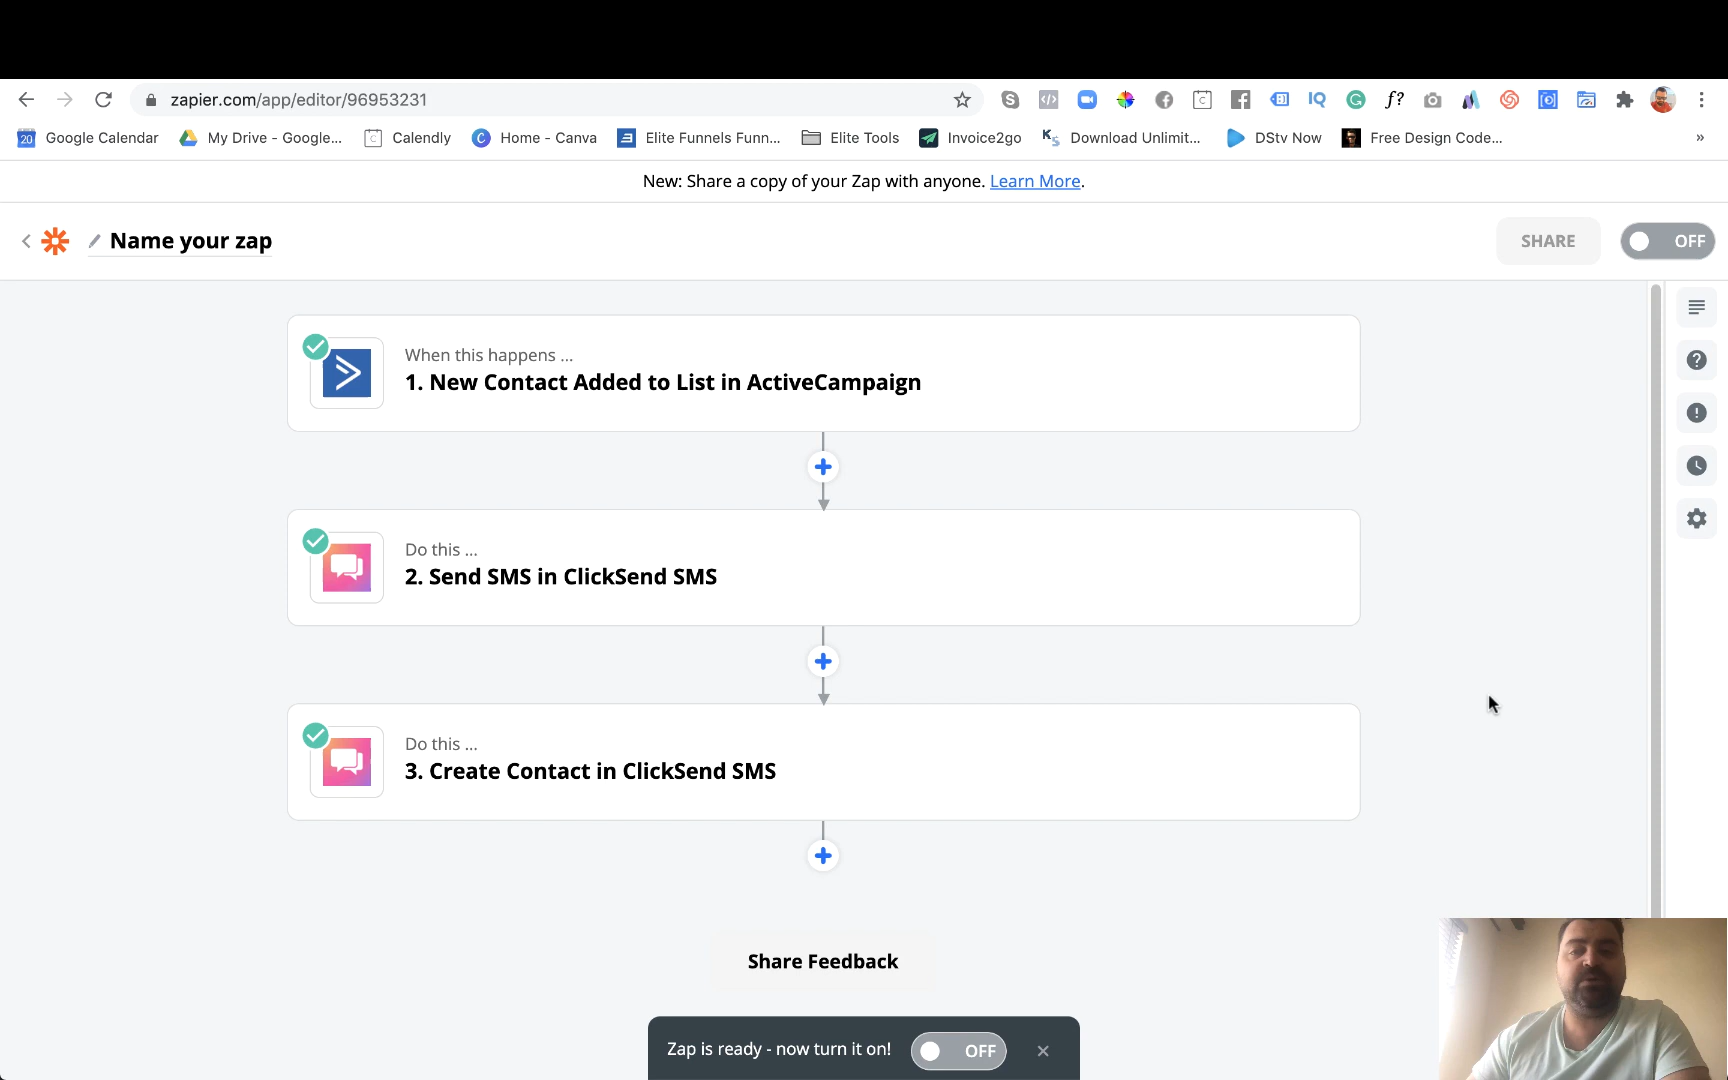 zapier.com/app/editor/96953231
f?
IQ
20 Google Calendar My Drive - Google... Calendly Home - Canva Elite Funnels Funn... Elite Tools Invoice2go Download Unlimit... DStv Now Free Design Code... »
New: Share a copy of your Zap with anyone. Learn More.
Name your zap
SHARE
OFF
When this happens ...
1. New Contact Added to List in ActiveCampaign
Do this ...
2. Send SMS in ClickSend SMS
Do this ...
3. Create Contact in ClickSend SMS
Share Feedback
Zap is ready - now turn it on! OFF